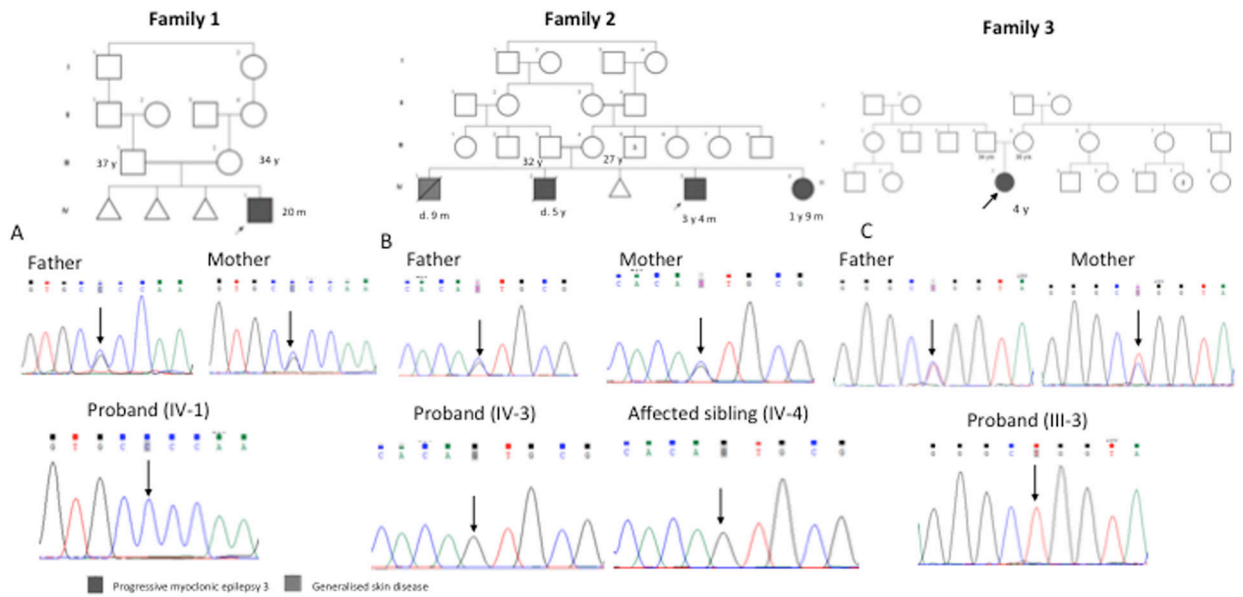 Family 1
Family 2
Family 3
I
II
III
IV
37 y
34 y
20 m
32 y
27 y
d. 9 m
d. 5 y
3 y 4 m
1 y 9 m
4 y
A
Father
Mother
G T G C C C A A
G T G C C C A A
Proband (IV-1)
G T G C C C C A A
B
Father
Mother
C A C A T G C G
C A C A T G C G
Proband (IV-3)
Affected sibling (IV-4)
C A C A G T G C G
C A C A G T G C G
C
Father
Mother
G G G C G G T A
G G G C G G T A
Proband (III-3)
G G G C T G G T A
Progressive myoclonic epilepsy 3
Generalised skin disease